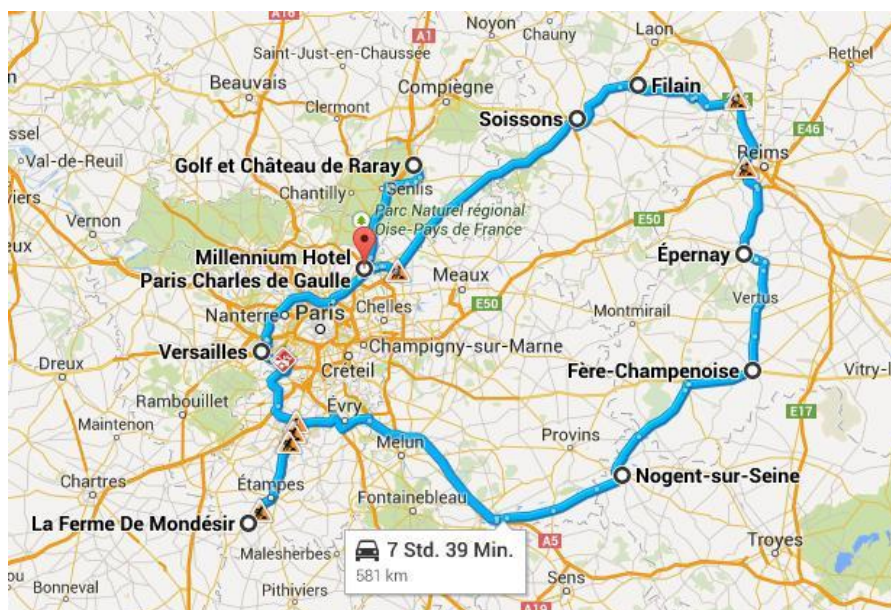 A16
A1
Noyon
Chauny
Laon
Rethel
Saint-Just-en-Chaussée
Beauvais
Compiègne
Filain
Clermont
Soissons
E46
Val-de-Reuil
Golf et Château de Raray
Reims
Chantilly
Senlis
Vernon
Parc Naturel régional
Oise-Pays de France
E50
Millennium Hotel
Paris Charles de Gaulle
Épernay
Meaux
E50
Vertus
Nanterre
Paris
Chelles
Montmirail
Versailles
Champigny-sur-Marne
Dreux
Créteil
Fère-Champenoise
Rambouillet
Évry
E17
Maintenon
Melun
Provins
Chartres
Étampes
Nogent-sur-Seine
Fontainebleau
La Ferme De Mondésir
A5
Troyes
Malesherbes
7 Std. 39 Min.
581 km
Sens
Bonneval
Pithiviers
A19